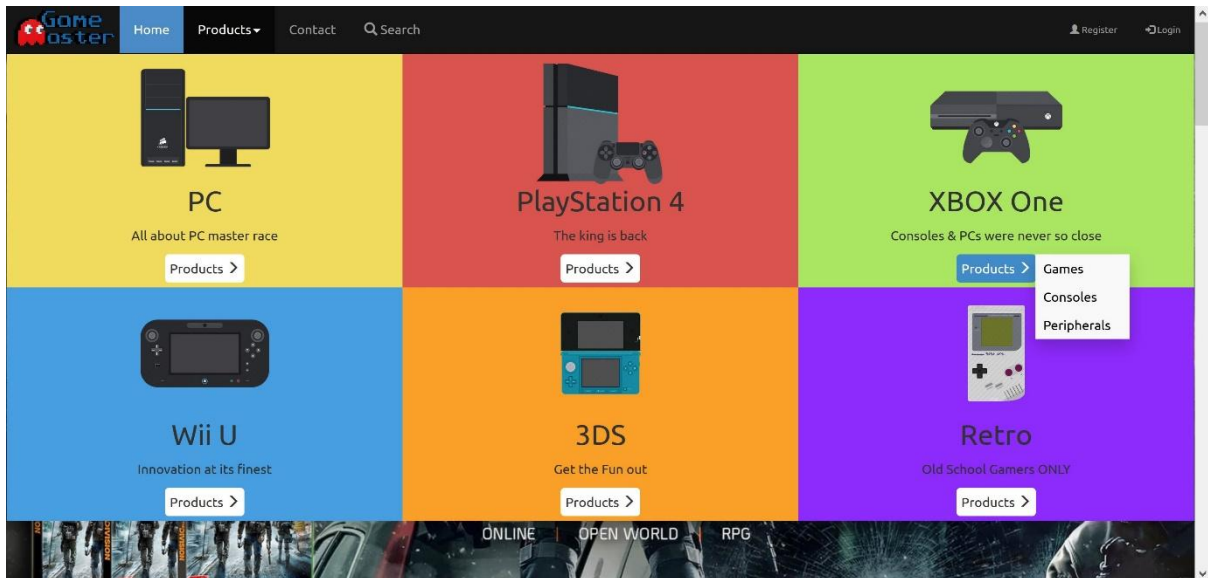 Game
Master
Home
Products
Contact
Search
Register
Login
PC
All about PC master race
Products
PlayStation 4
The king is back
Products
XBOX One
Consoles & PCs were never so close
Products
Games
Consoles
Peripherals
Wii U
Innovation at its finest
Products
3DS
Get the Fun out
Products
Retro
Old School Gamers ONLY
Products
ONLINE | OPEN WORLD | RPG